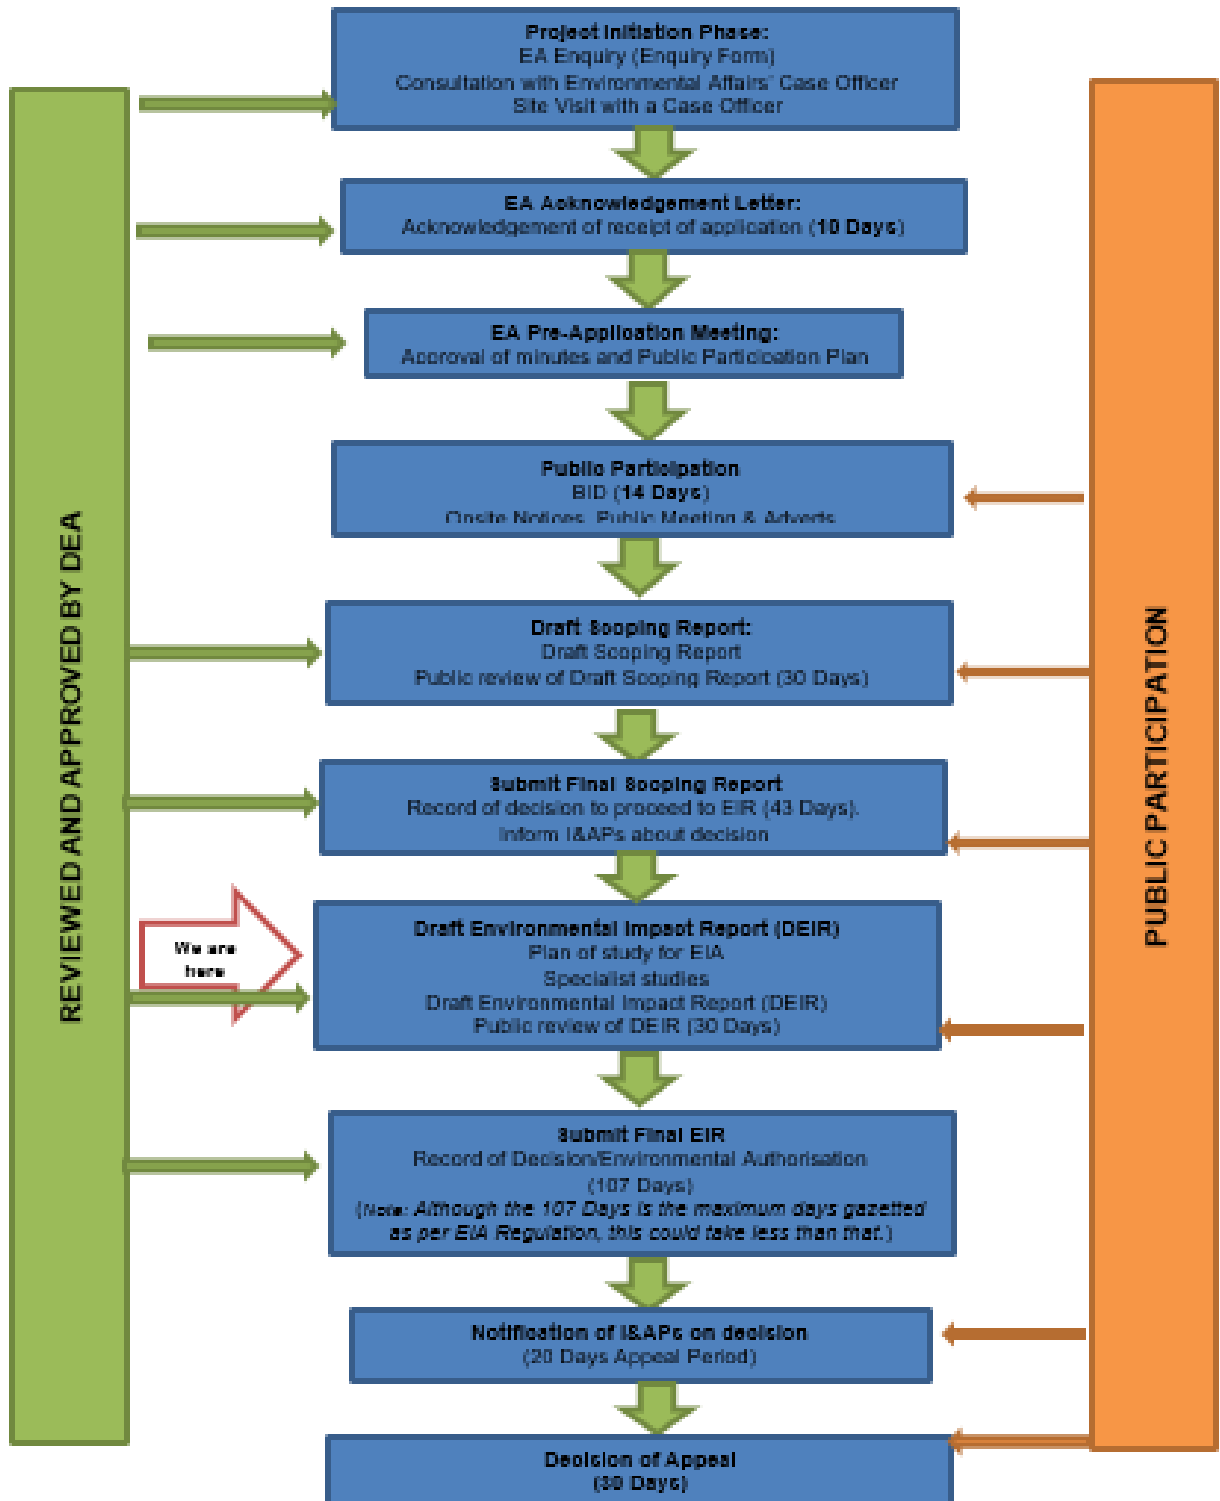 Project Initiation Phase:
EA Enquiry (Enquiry Form)
Consultation with Environmental Affairs' Case Officer
Site Visit with a Case Officer
EA Acknowledgement Letter:
Acknowledgement of receipt of application (10 Days)
EA Pre-Application Meeting:
Approval of minutes and Public Participation Plan
Public Participation
BID (14 Days)
Onsite Notices, Public Meeting & Adverts
Draft Scoping Report:
Draft Scoping Report
Public review of Draft Scoping Report (30 Days)
Submit Final Scoping Report
Record of decision to proceed to EIR (43 Days).
Inform I&APs about decision
We are
here
Draft Environmental Impact Report (DEIR)
Plan of study for EIA
Specialist studies
Draft Environmental Impact Report (DEIR)
Public review of DEIR (30 Days)
Submit Final EIR
Record of Decision/Environmental Authorisation
(107 Days)
(Note: Although the 107 Days is the maximum days gazetted
as per EIA Regulation, this could take less than that.)
Notification of I&APs on decision
(20 Days Appeal Period)
Decision of Appeal
(30 Days)
REVIEWED AND APPROVED BY DEA
PUBLIC PARTICIPATION